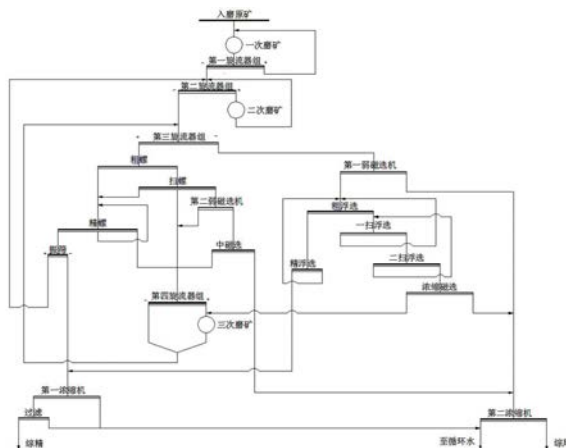 入磨原矿
一次磨矿
第一旋流器组
第二旋流器组
二次磨矿
第三旋流器组
粗螺
第一弱磁选机
扫螺
第二弱磁选机
粗浮选
精螺
一扫浮选
中磁选
振筛
精浮选
二扫浮选
浓缩磁选
第四旋流器组
三次磨矿
第一浓缩机
过滤
第二浓缩机
综精
至循环水
综尾